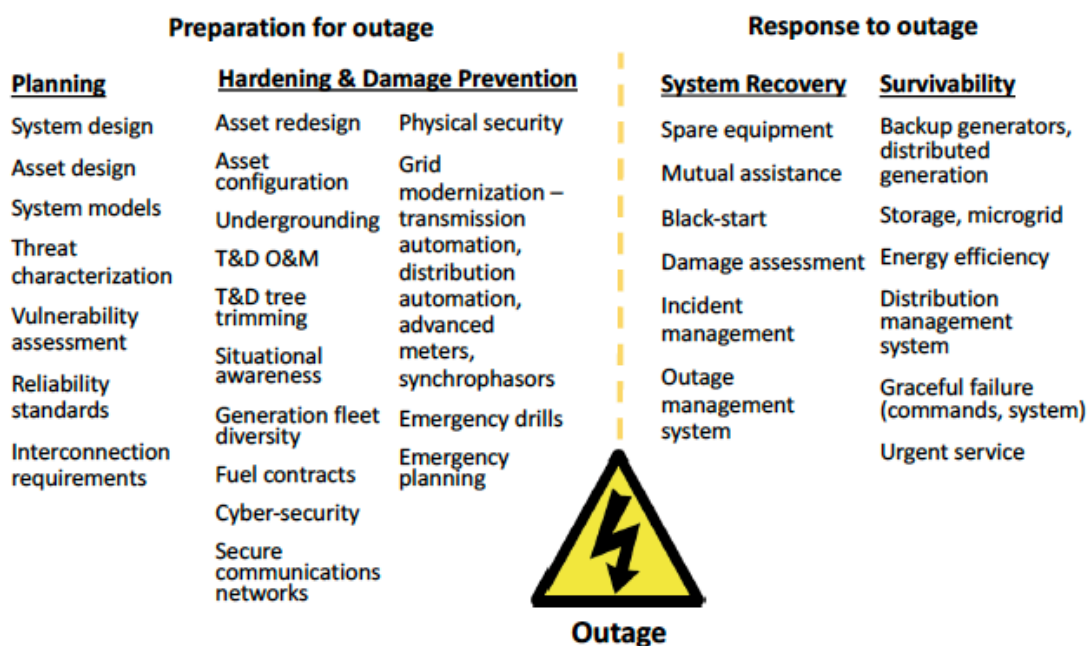 Preparation for outage
Planning
System design
Asset design
System models
Threat
characterization
Vulnerability
assessment
Reliability
standards
Interconnection
requirements
Hardening & Damage Prevention
Asset redesign
Asset
configuration
Undergrounding
T&D O&M
T&D tree
trimming
Situational
awareness
Generation fleet
diversity
Fuel contracts
Cyber-security
Secure
communications
networks
Physical security
Grid
modernization –
transmission
automation,
distribution
automation,
advanced
meters,
synchrophasors
Emergency drills
Emergency
planning
Outage
Response to outage
System Recovery
Spare equipment
Mutual assistance
Black-start
Damage assessment
Incident
management
Outage
management
system
Survivability
Backup generators,
distributed
generation
Storage, microgrid
Energy efficiency
Distribution
management
system
Graceful failure
(commands, system)
Urgent service